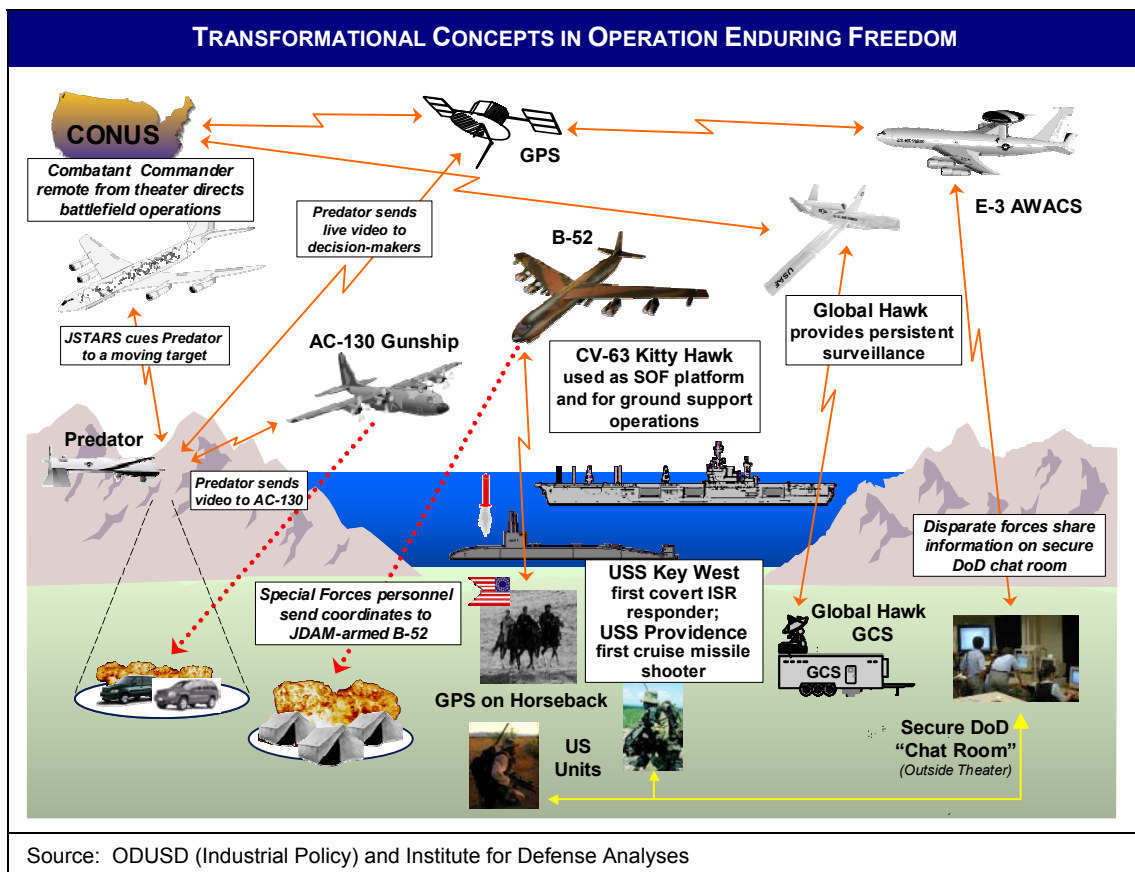 TRANSFORMATIONAL CONCEPTS IN OPERATION ENDURING FREEDOM
CONUS
Combatant Commander
remote from theater directs
battlefield operations
GPS
E-3 AWACS
Predator sends
live video to
decision-makers
B-52
USAF
JSTARS cues Predator
to a moving target
AC-130 Gunship
CV-63 Kitty Hawk
used as SOF platform
and for ground support
operations
Global Hawk
provides persistent
surveillance
Predator
Predator sends
video to AC-130
Disparate forces share
information on secure
DoD chat room
Special Forces personnel
send coordinates to
JDAM-armed B-52
USS Key West
first covert ISR
responder;
USS Providence
first cruise missile
shooter
Global Hawk
GCS
GCS
GPS on Horseback
US
Units
Secure DoD
“Chat Room”
(Outside Theater)
Source: ODUSD (Industrial Policy) and Institute for Defense Analyses